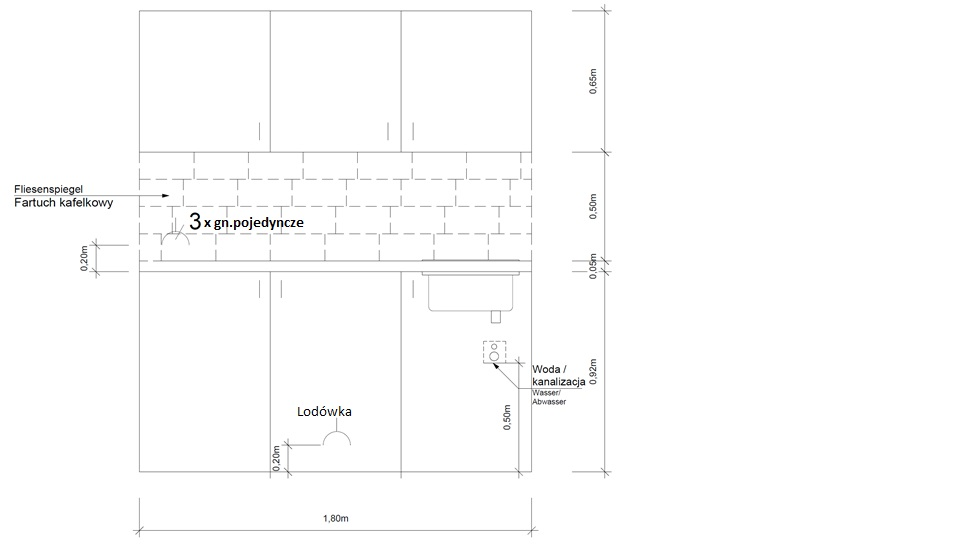 0,65m
Fliesenspiegel
Fartuch kafelkowy
3 x gn.pojedyncze
0,50m
0,20m
0,05m
Woda /
kanalizacja
Wasser/
Abwasser
0,92m
0,50m
Lodówka
0,20m
1,80m